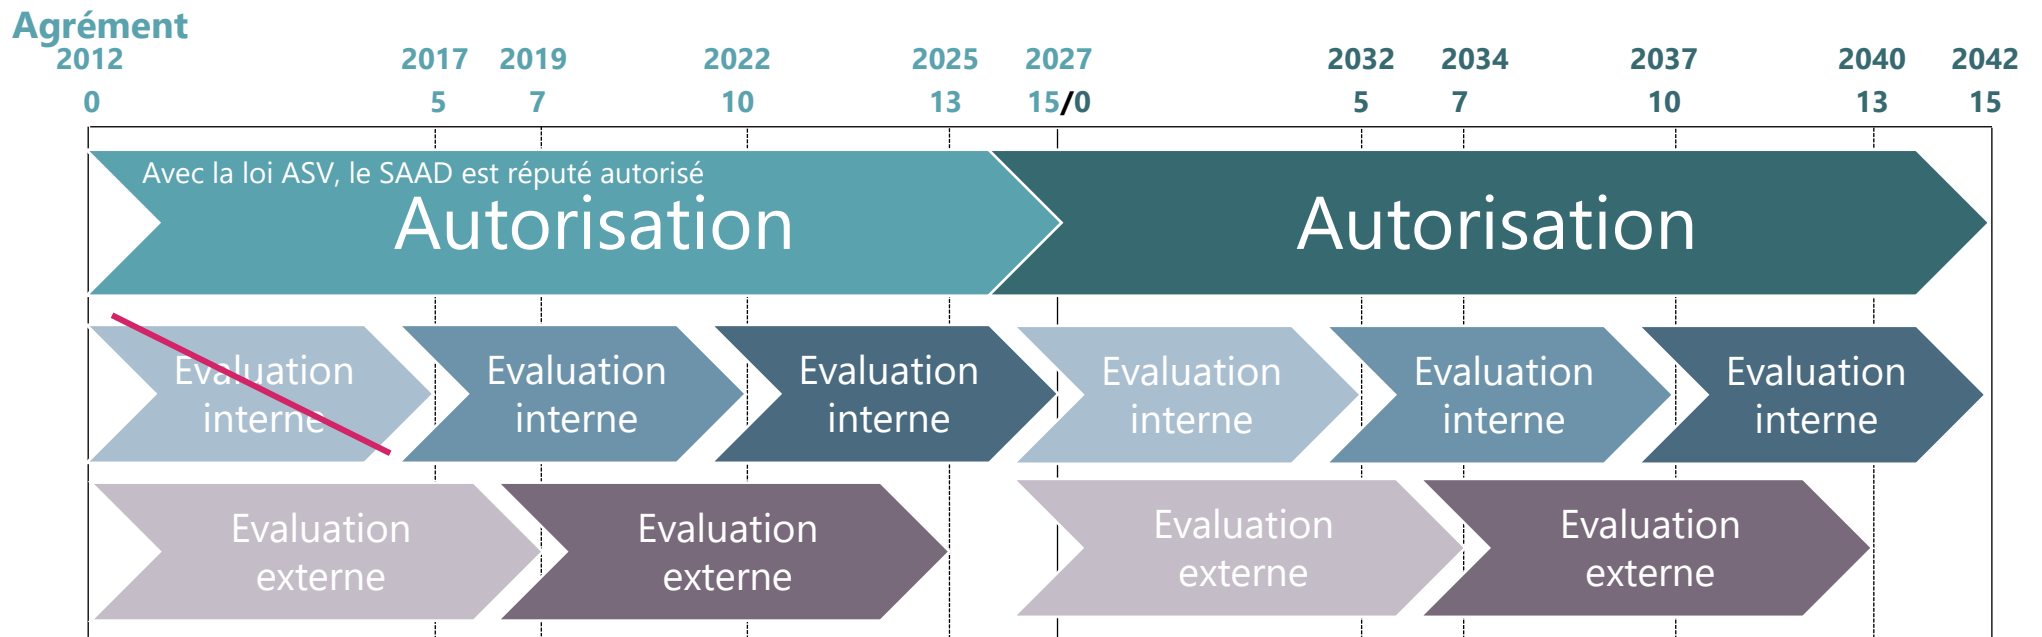 Agrément
2012 2017 2019 2022 2025 2027 2032 2034 2037 2040 2042
0 5 7 10 13 15/0 5 7 10 13 15
Avec la loi ASV, le SAAD est réputé autorisé
Autorisation
Autorisation
Evaluation
interne
Evaluation
interne
Evaluation
interne
Evaluation
interne
Evaluation
interne
Evaluation
interne
Evaluation
externe
Evaluation
externe
Evaluation
externe
Evaluation
externe